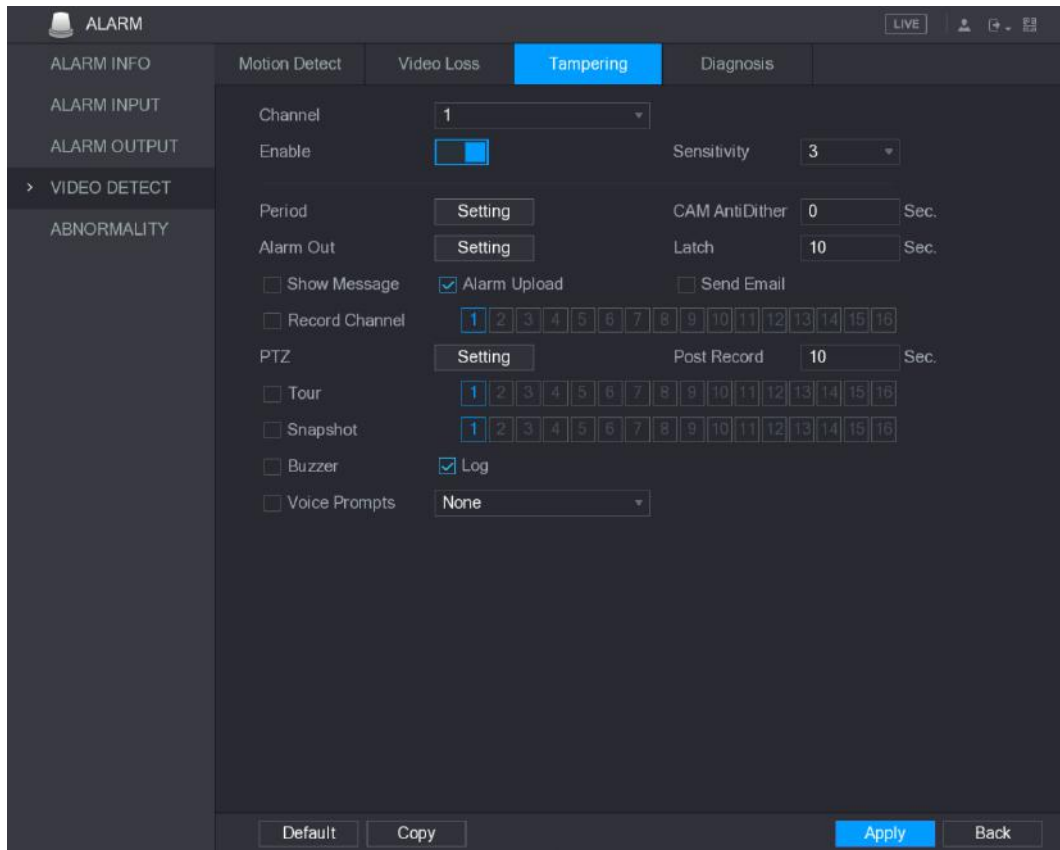 ALARM LIVE
ALARM INFO
ALARM INPUT
ALARM OUTPUT
> VIDEO DETECT
ABNORMALITY
Motion Detect Video Loss Tampering Diagnosis
Channel 1
Enable Sensitivity 3
Period Setting CAM AntiDither 0 Sec.
Alarm Out Setting Latch 10 Sec.
Show Message Alarm Upload Send Email
Record Channel 1 2 3 4 5 6 7 8 9 10 11 12 13 14 15 16
PTZ Setting Post Record 10 Sec.
Tour 1 2 3 4 5 6 7 8 9 10 11 12 13 14 15 16
Snapshot 1 2 3 4 5 6 7 8 9 10 11 12 13 14 15 16
Buzzer Log
Voice Prompts None
Default Copy Apply Back